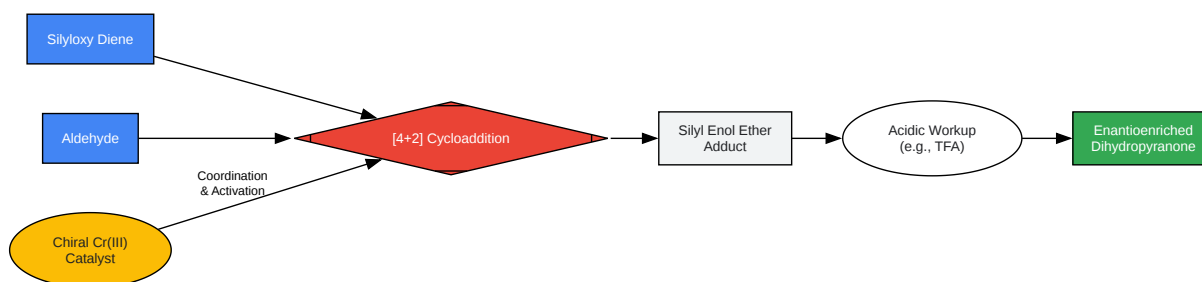 Silyloxy Diene
Aldehyde
Coordination
& Activation
Chiral Cr(III)
Catalyst
[4+2] Cycloaddition
Silyl Enol Ether
Adduct
Acidic Workup
(e.g., TFA)
Enantioenriched
Dihydropyranone